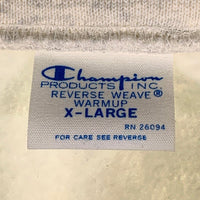 Champion
PRODUCTS INC.
REVERSE WEAVE®
WARMUP
X-LARGE
RN 26094
FOR CARE SEE REVERSE